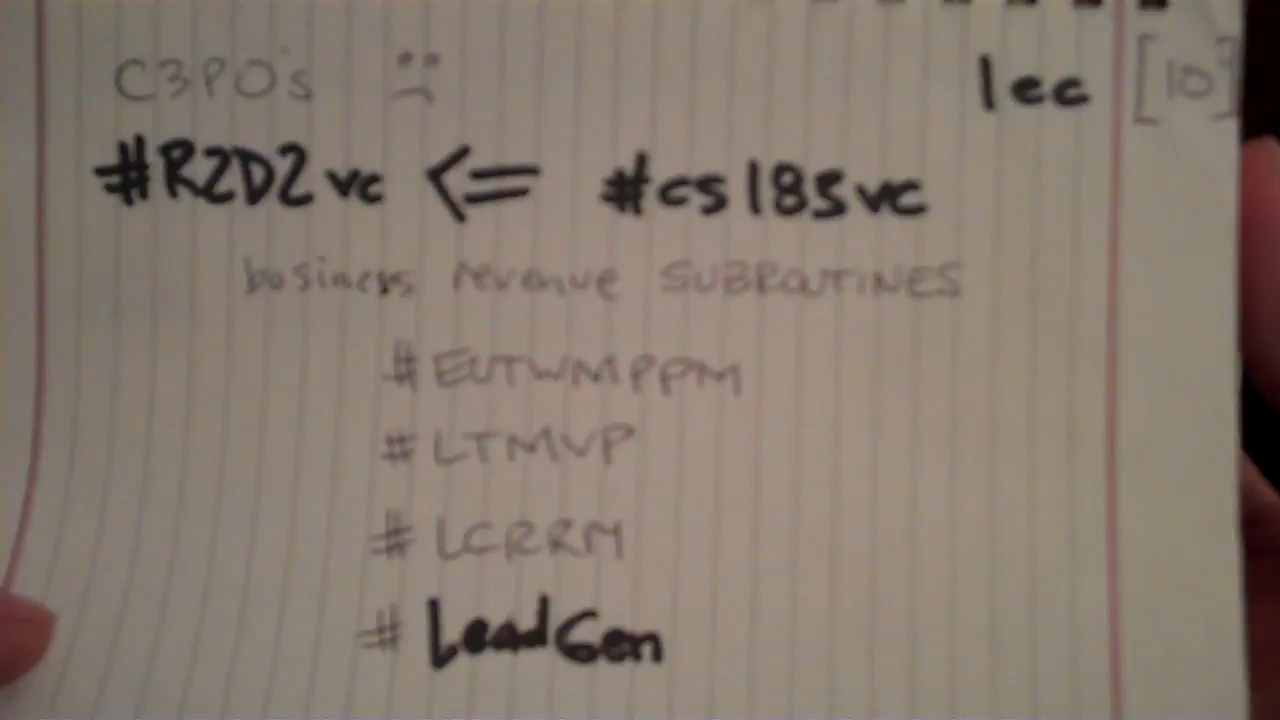 C3PO's :( lec [10]
#R2D2vc <= #cs185vc
business revenue SUBROUTINES
#EUTWMPPM
#LTMVP
#LCRRM
#LeadGen